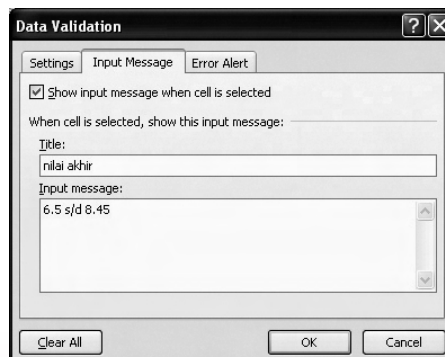 Data Validation
Settings Input Message Error Alert
Show input message when cell is selected
When cell is selected, show this input message:
Title:
nilai akhir
Input message:
6.5 s/d 8.45
Clear All OK Cancel